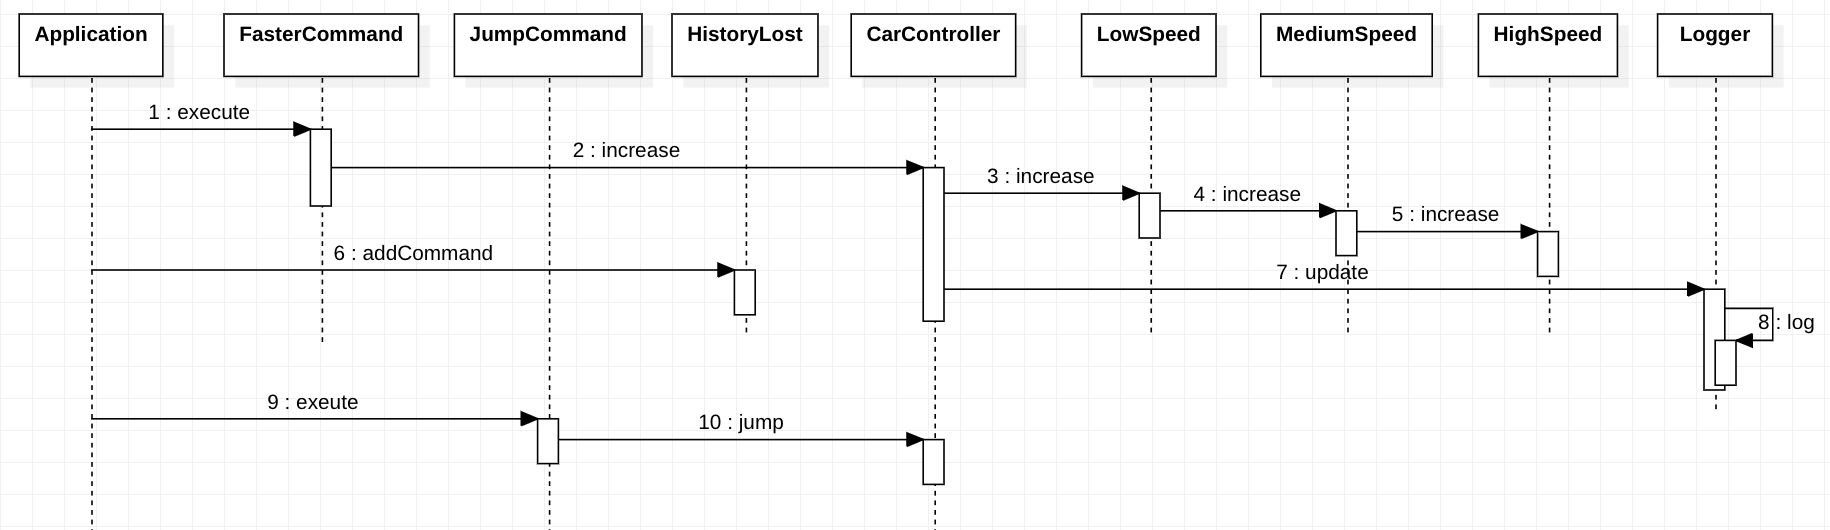 Application
FasterCommand
JumpCommand
HistoryLost
CarController
LowSpeed
MediumSpeed
HighSpeed
Logger
1 : execute
2 : increase
3 : increase
4 : increase
5 : increase
6 : addCommand
7 : update
8 : log
9 : exeute
10 : jump